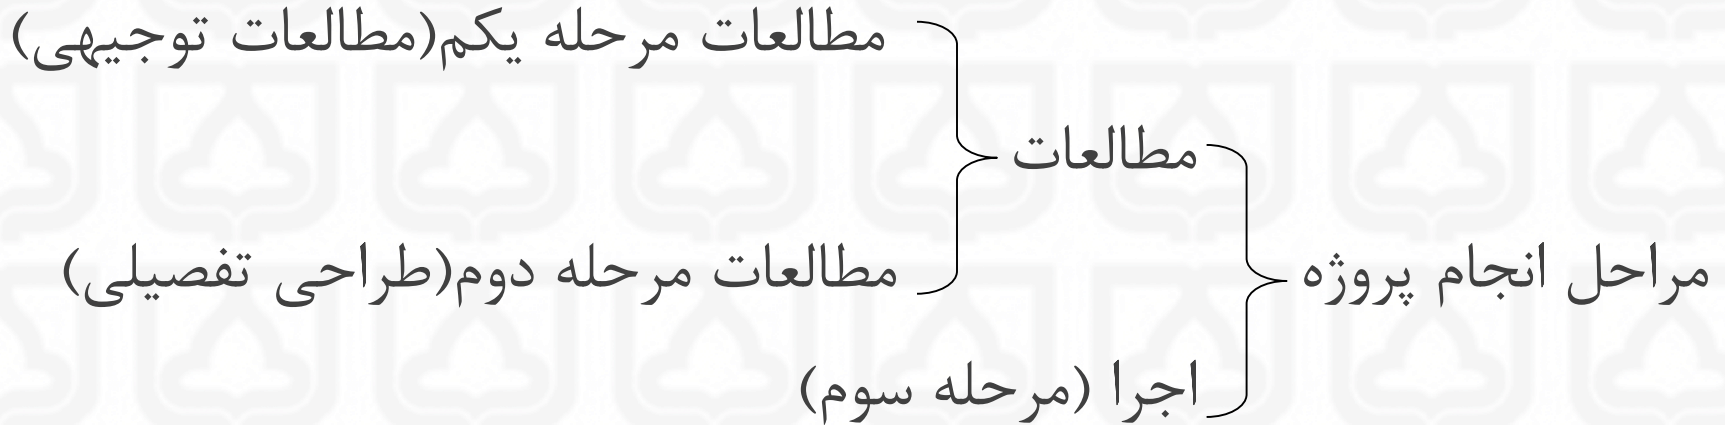 مطالعات مرحله یکم(مطالعات توجیهی)
مطالعات
مطالعات مرحله دوم(طراحی تفصیلی)
مراحل انجام پروژه
اجرا (مرحله سوم)